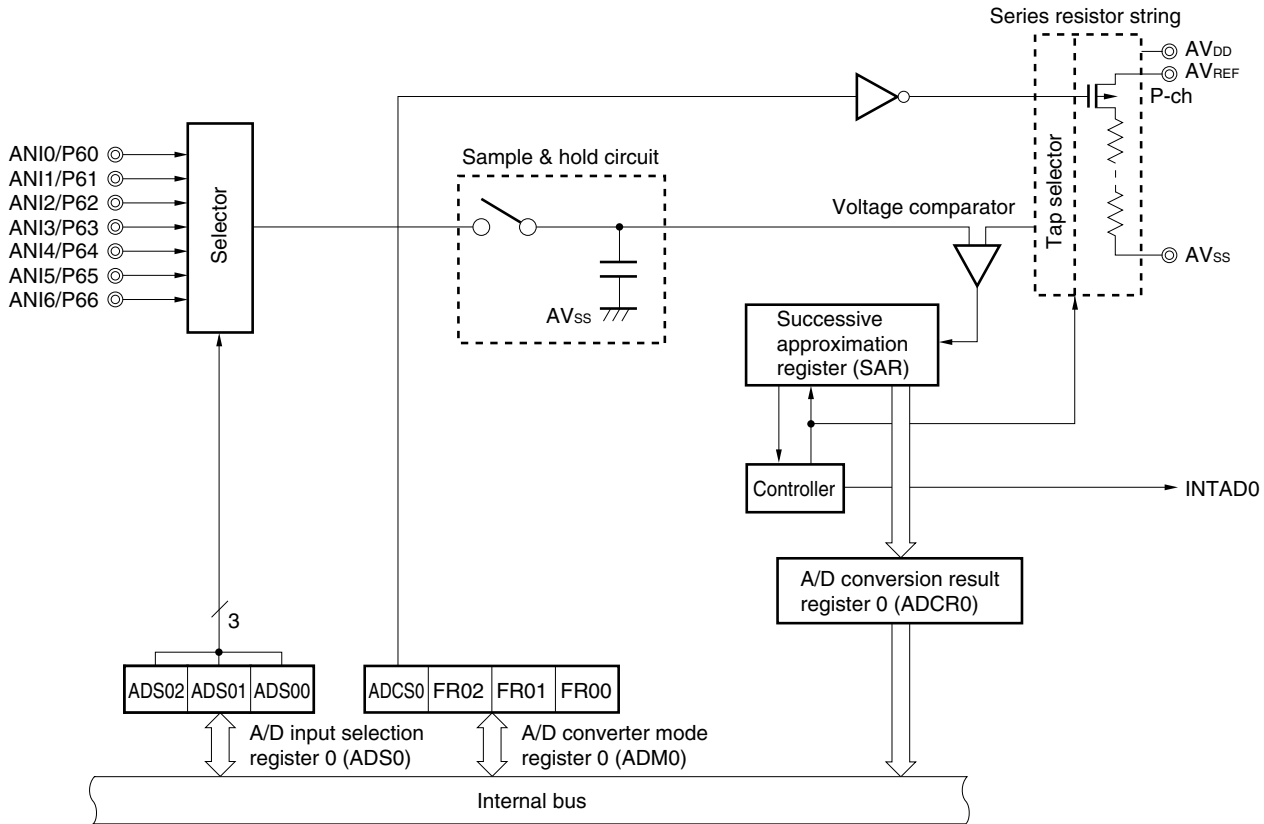 Series resistor string
AVDD
AVREF
P-ch
Tap selector
AVSS
ANI0/P60
ANI1/P61
ANI2/P62
ANI3/P63
ANI4/P64
ANI5/P65
ANI6/P66
Selector
Sample & hold circuit
AVSS
Voltage comparator
Successive
approximation
register (SAR)
Controller
INTAD0
A/D conversion result
register 0 (ADCR0)
3
ADS02 ADS01 ADS00
ADCS0 FR02 FR01 FR00
A/D input selection
register 0 (ADS0)
A/D converter mode
register 0 (ADM0)
Internal bus